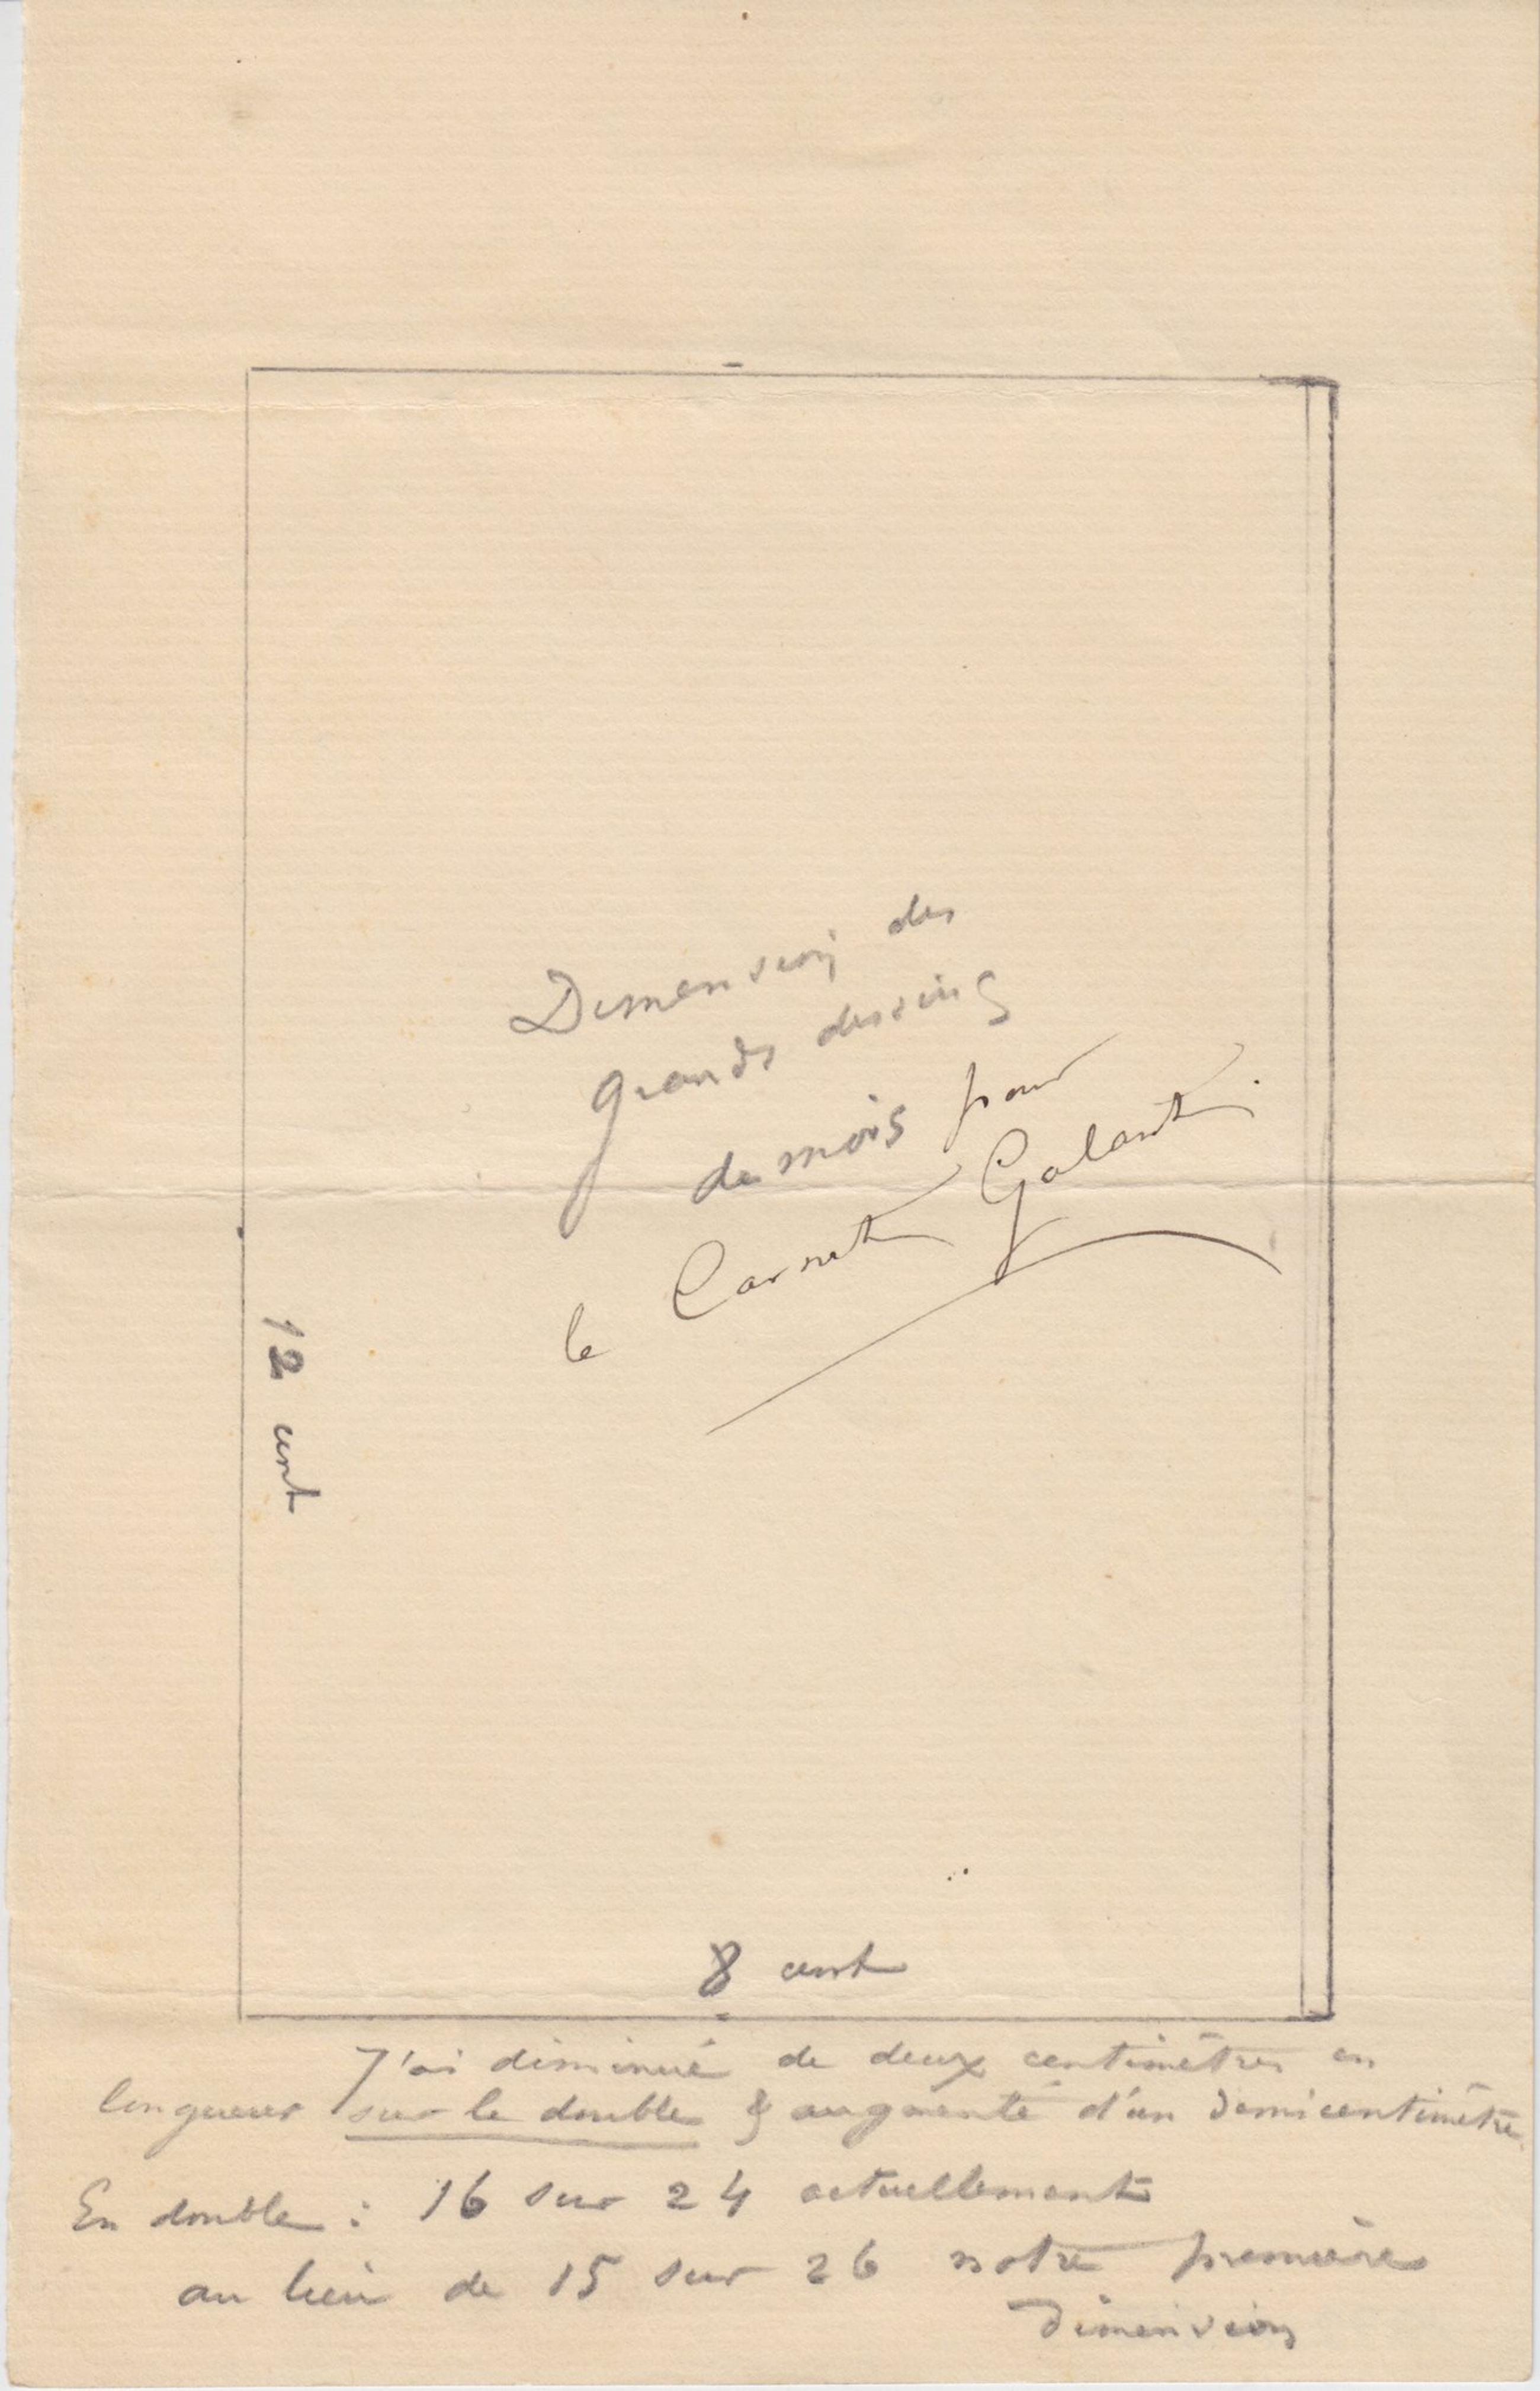 Dimension des
grands dessins
de mois pour
le Carnet Galant.
12 cent
8 cent
J'ai diminué de deux centimètres en
longueur sur le double & augmenté d'un demi centimètre
En double : 16 sur 24 actuellement
au lieu de 15 sur 26 notre première
dimension